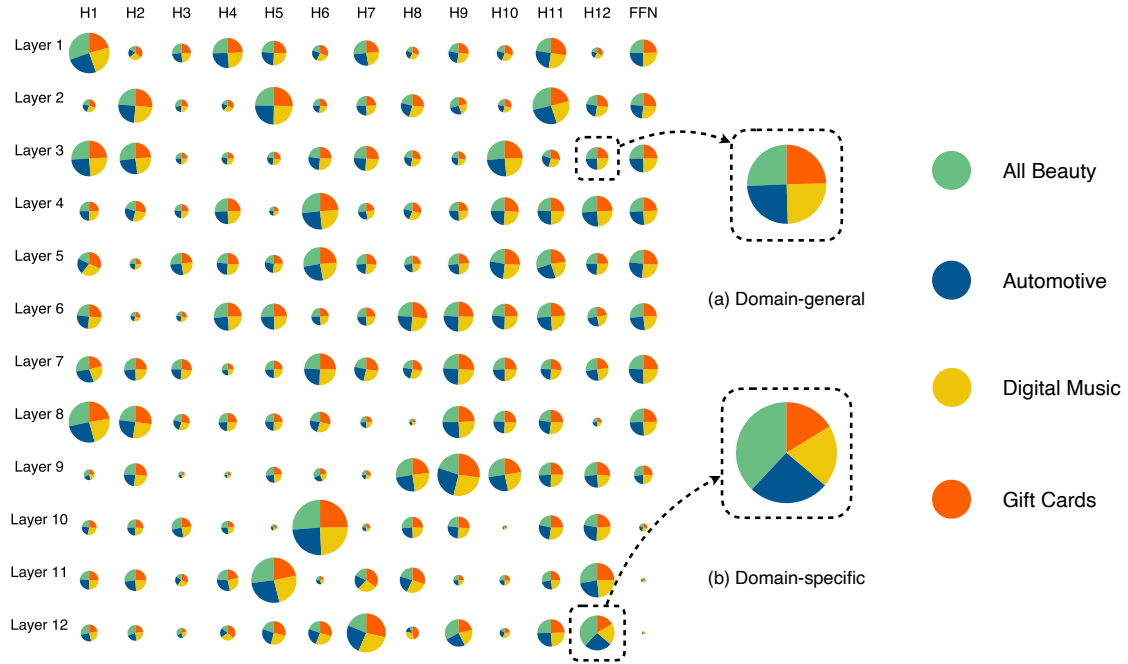 H1 H2 H3 H4 H5 H6 H7 H8 H9 H10 H11 H12 FFN
Layer 1
Layer 2
Layer 3
Layer 4
Layer 5
Layer 6
Layer 7
Layer 8
Layer 9
Layer 10
Layer 11
Layer 12
(a) Domain-general
(b) Domain-specific
All Beauty
Automotive
Digital Music
Gift Cards